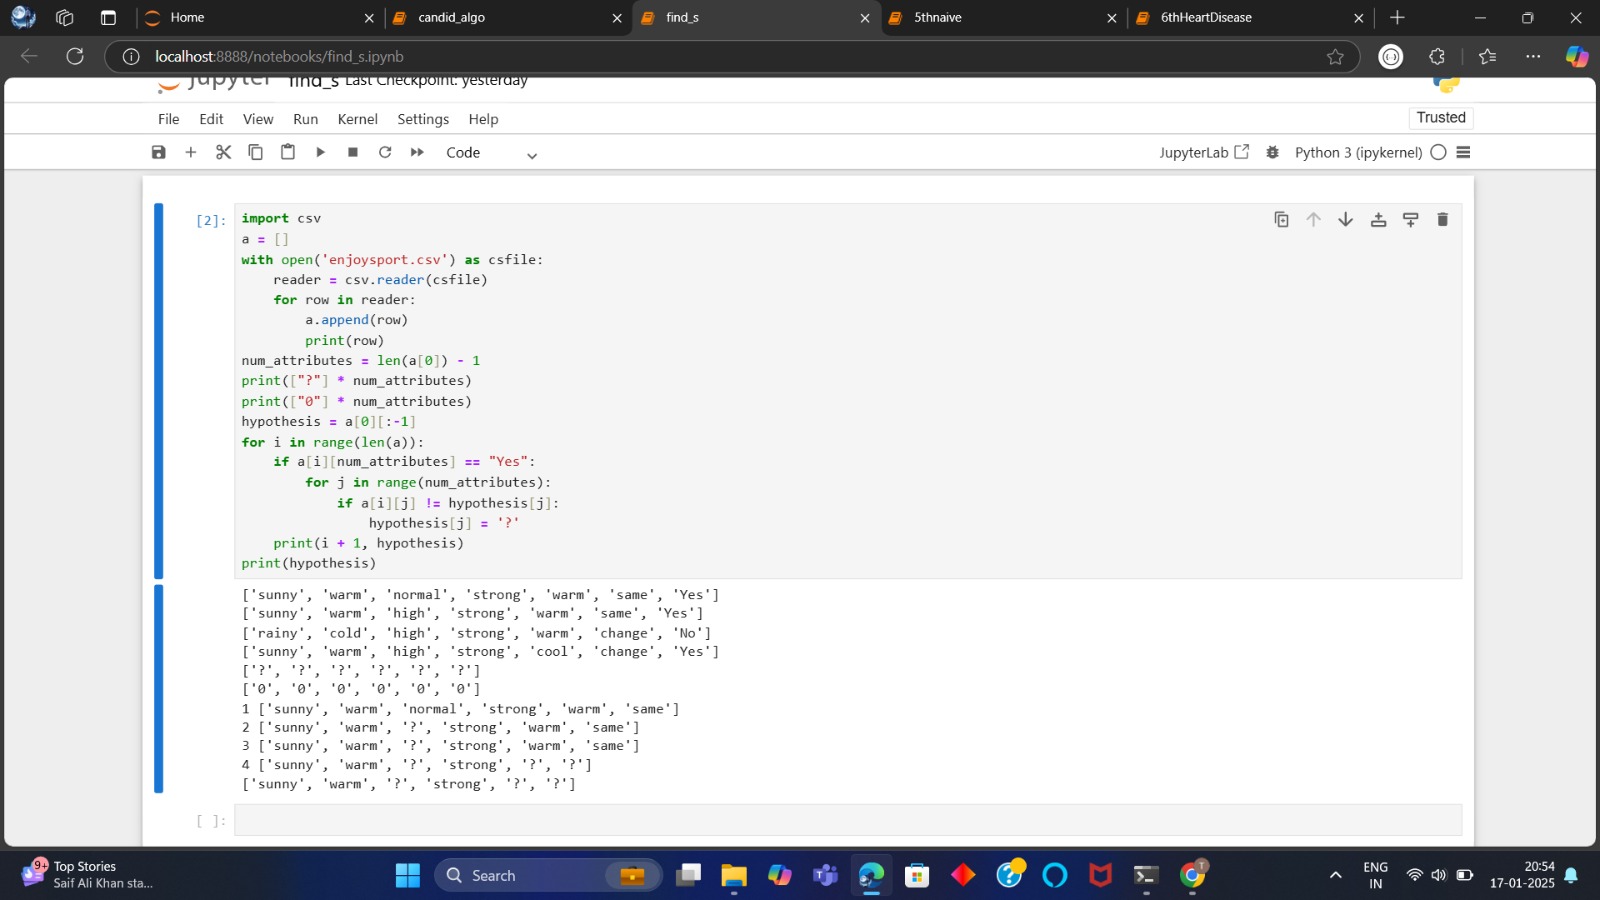 Home
candid_algo
find_s
5thnaive
6thHeartDisease
localhost:8888/notebooks/find_s.ipynb
jupyter find_s Last Checkpoint: yesterday
File Edit View Run Kernel Settings Help
Trusted
Code
JupyterLab
Python 3 (ipykernel)
[2]:
import csv
a = []
with open('enjoysport.csv') as csfile:
    reader = csv.reader(csfile)
    for row in reader:
        a.append(row)
        print(row)
num_attributes = len(a[0]) - 1
print(["?"] * num_attributes)
print(["0"] * num_attributes)
hypothesis = a[0][:-1]
for i in range(len(a)):
    if a[i][num_attributes] == "Yes":
        for j in range(num_attributes):
            if a[i][j] != hypothesis[j]:
                hypothesis[j] = '?'
    print(i + 1, hypothesis)
print(hypothesis)
['sunny', 'warm', 'normal', 'strong', 'warm', 'same', 'Yes']
['sunny', 'warm', 'high', 'strong', 'warm', 'same', 'Yes']
['rainy', 'cold', 'high', 'strong', 'warm', 'change', 'No']
['sunny', 'warm', 'high', 'strong', 'cool', 'change', 'Yes']
['?', '?', '?', '?', '?', '?']
['0', '0', '0', '0', '0', '0']
1 ['sunny', 'warm', 'normal', 'strong', 'warm', 'same']
2 ['sunny', 'warm', '?', 'strong', 'warm', 'same']
3 ['sunny', 'warm', '?', 'strong', 'warm', 'same']
4 ['sunny', 'warm', '?', 'strong', '?', '?']
['sunny', 'warm', '?', 'strong', '?', '?']
[ ]:
9+
Top Stories
Saif Ali Khan sta...
Search
ENG
IN
20:54
17-01-2025